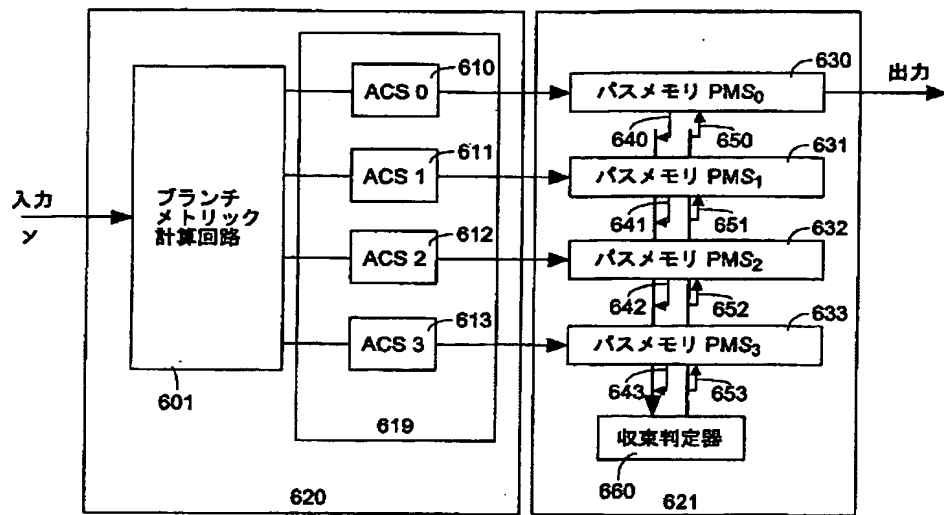 入力
y
ブランチ
メトリック
計算回路
601
ACS 0
610
ACS 1
611
ACS 2
612
ACS 3
613
619
620
パスメモリ PMS₀
630
出力
640
650
パスメモリ PMS₁
631
641
651
パスメモリ PMS₂
632
642
652
パスメモリ PMS₃
633
643
653
収束判定器
660
621